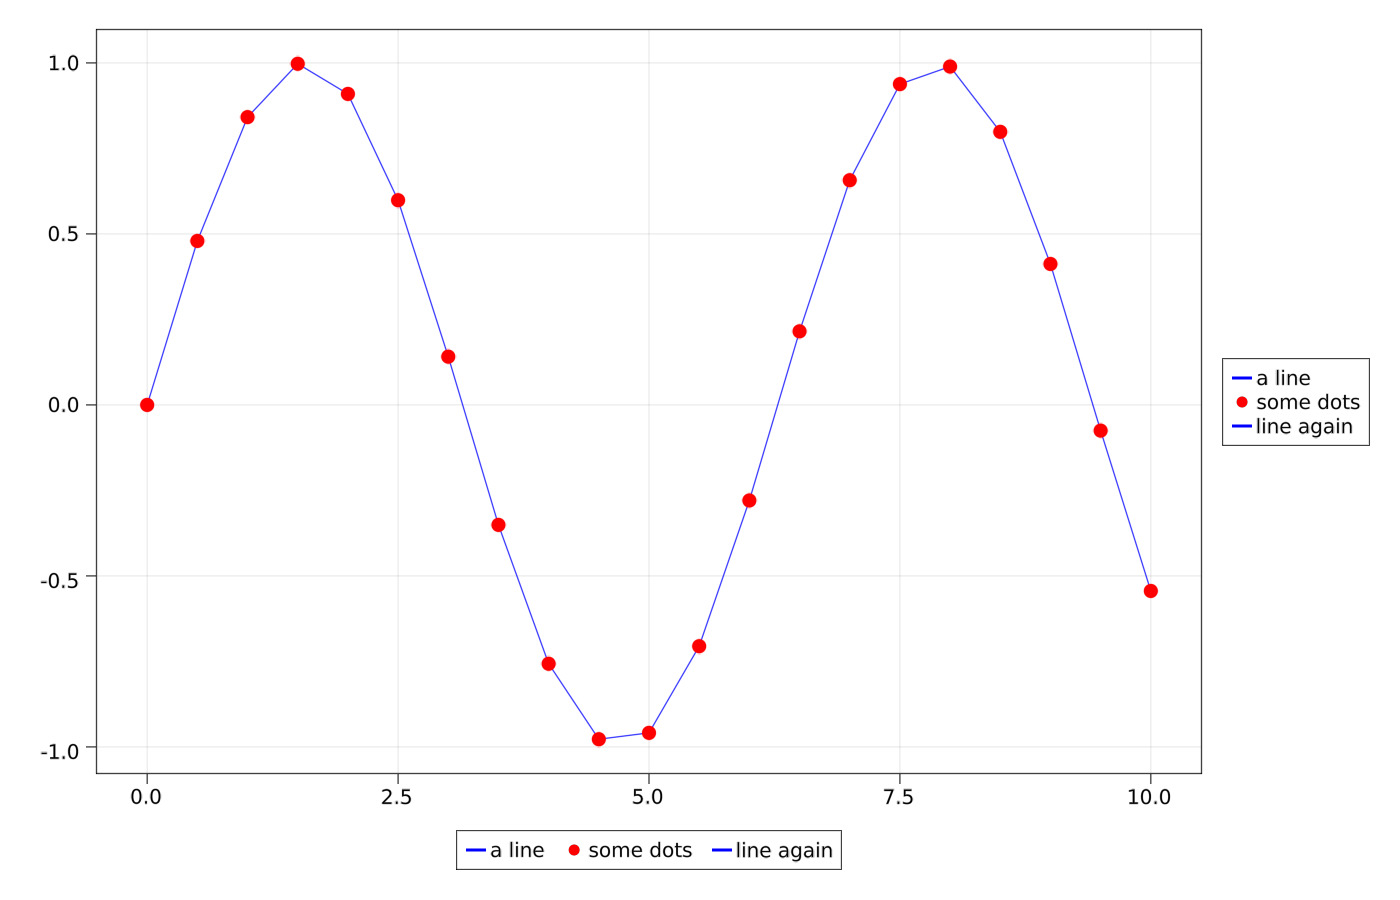 1.0
0.5
0.0
-0.5
-1.0
0.0 2.5 5.0 7.5 10.0
a line
some dots
line again
a line some dots line again